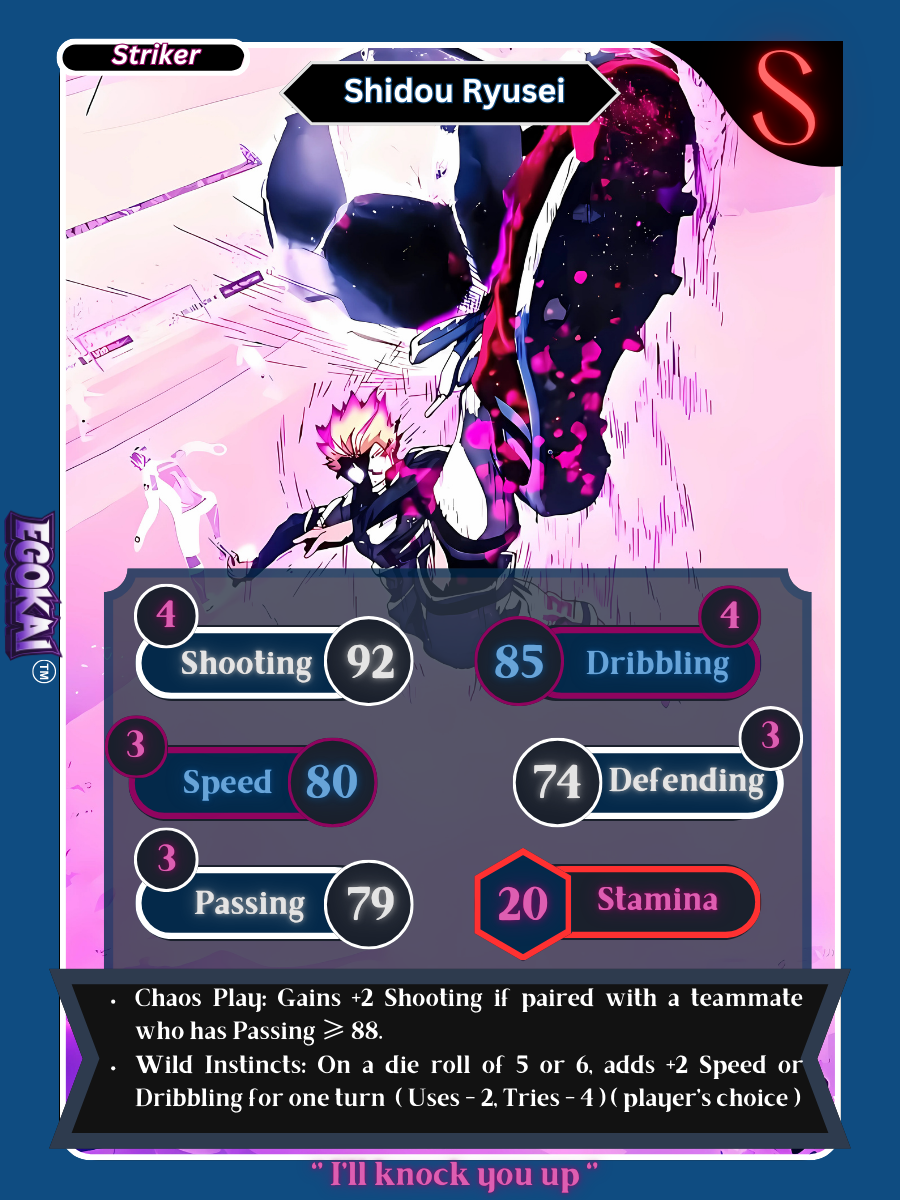 Striker
Shidou Ryusei
S
EGOKAI
TM
4
Shooting 92
4
85 Dribbling
3
Speed 80
3
74 Defending
3
Passing 79
20 Stamina
• Chaos Play: Gains +2 Shooting if paired with a teammate
who has Passing ⩾ 88.
• Wild Instincts: On a die roll of 5 or 6, adds +2 Speed or
Dribbling for one turn ( Uses - 2, Tries - 4 ) ( player's choice )
" I'll knock you up "